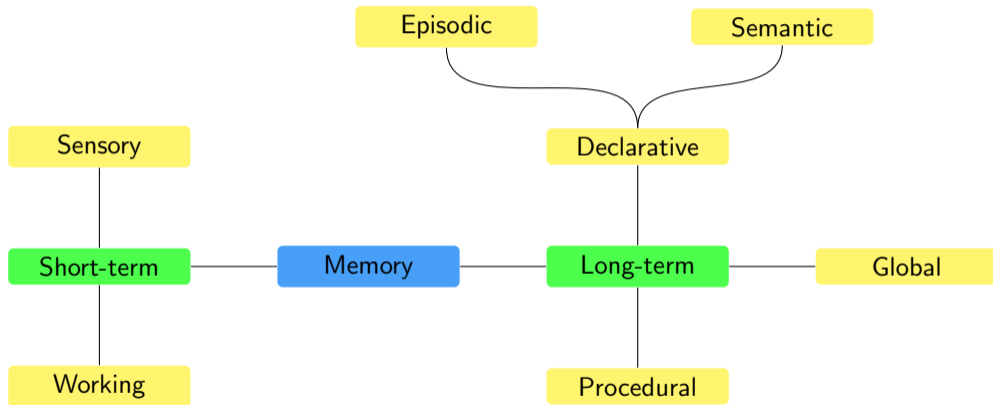 Episodic
Semantic
Sensory
Declarative
Short-term
Memory
Long-term
Global
Working
Procedural